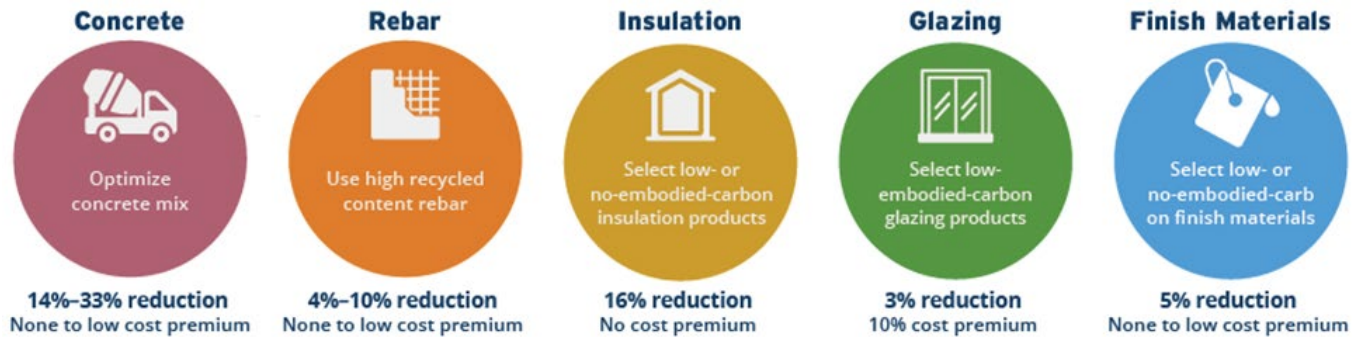 Concrete
Optimize
concrete mix
14%–33% reduction
None to low cost premium
Rebar
Use high recycled
content rebar
4%–10% reduction
None to low cost premium
Insulation
Select low- or
no-embodied-carbon
insulation products
16% reduction
No cost premium
Glazing
Select low-
embodied-carbon
glazing products
3% reduction
10% cost premium
Finish Materials
Select low- or
no-embodied-carb
on finish materials
5% reduction
None to low cost premium